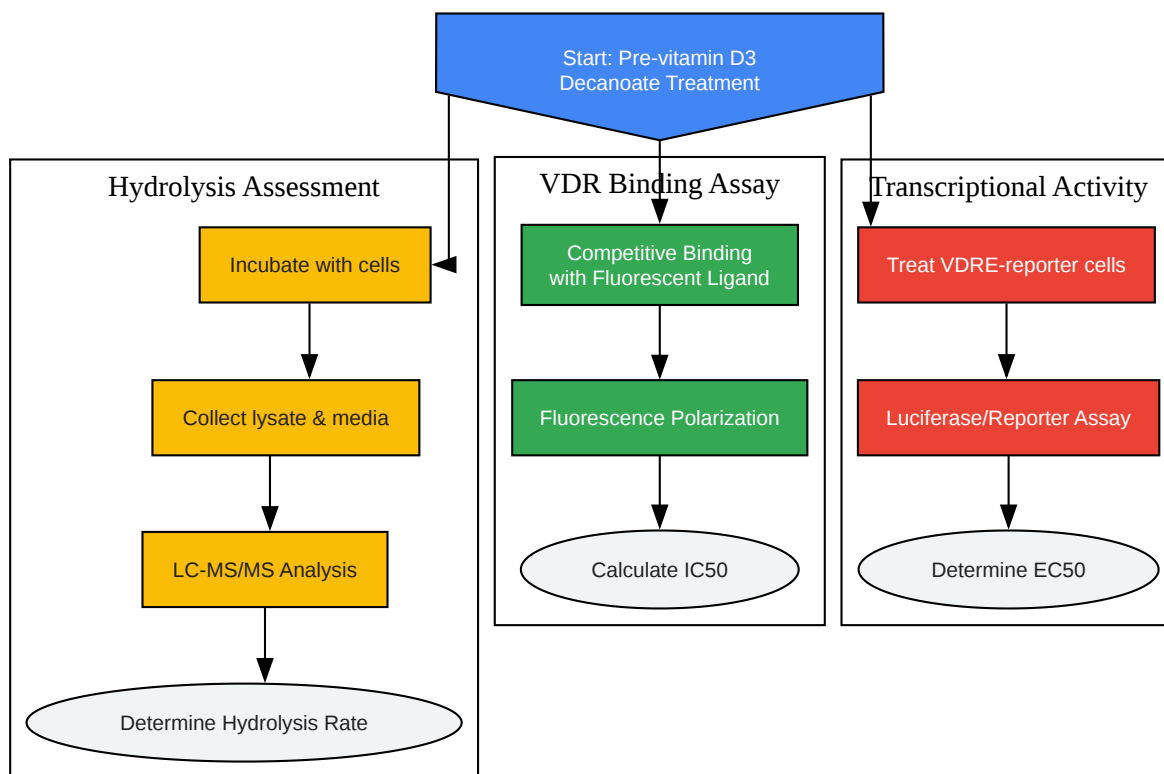 Start: Pre-vitamin D3
Decanoate Treatment
Hydrolysis Assessment
Incubate with cells
Collect lysate & media
LC-MS/MS Analysis
Determine Hydrolysis Rate
VDR Binding Assay
Competitive Binding
with Fluorescent Ligand
Fluorescence Polarization
Calculate IC50
Transcriptional Activity
Treat VDRE-reporter cells
Luciferase/Reporter Assay
Determine EC50